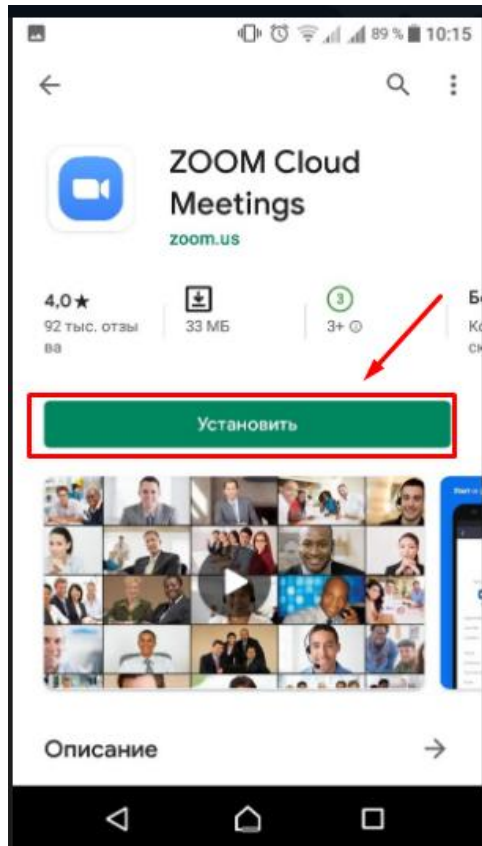 89 % 10:15
ZOOM Cloud
Meetings
zoom.us
4,0★
92 тыс. отзы
ва
33 МБ
3
3+
Установить
Описание